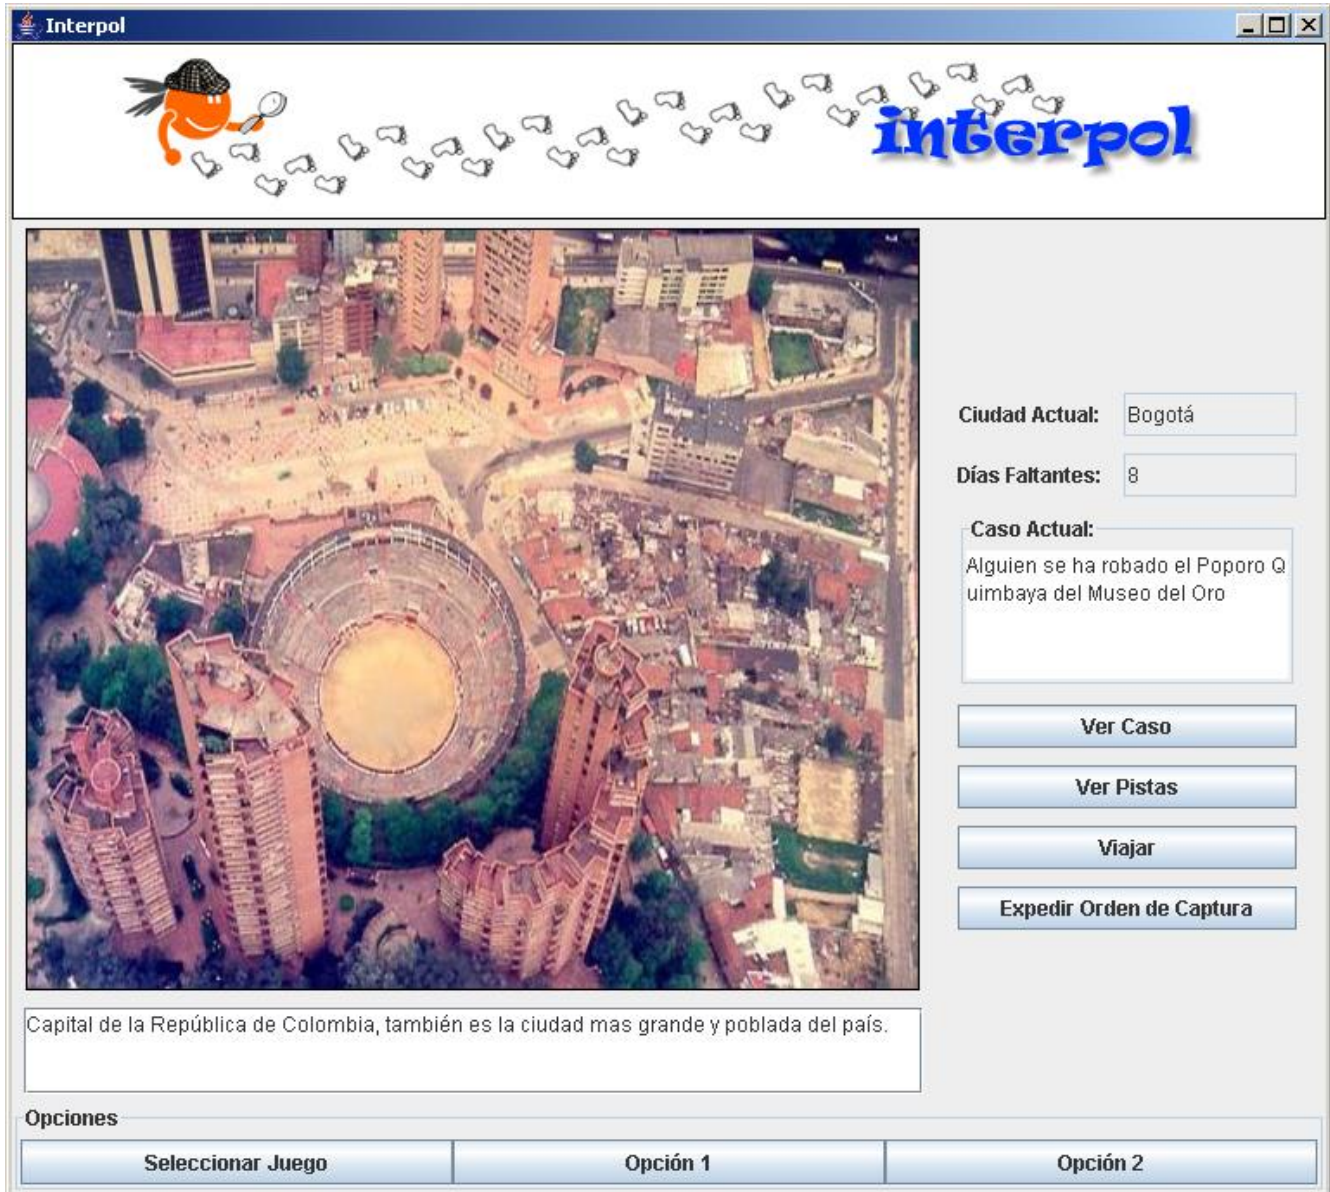 Interpol
interpol
Ciudad Actual:
Bogotá
Días Faltantes:
8
Caso Actual:
Alguien se ha robado el Poporo Q
uimbaya del Museo del Oro
Ver Caso
Ver Pistas
Viajar
Expedir Orden de Captura
Capital de la República de Colombia, también es la ciudad mas grande y poblada del país.
Opciones
Seleccionar Juego
Opción 1
Opción 2